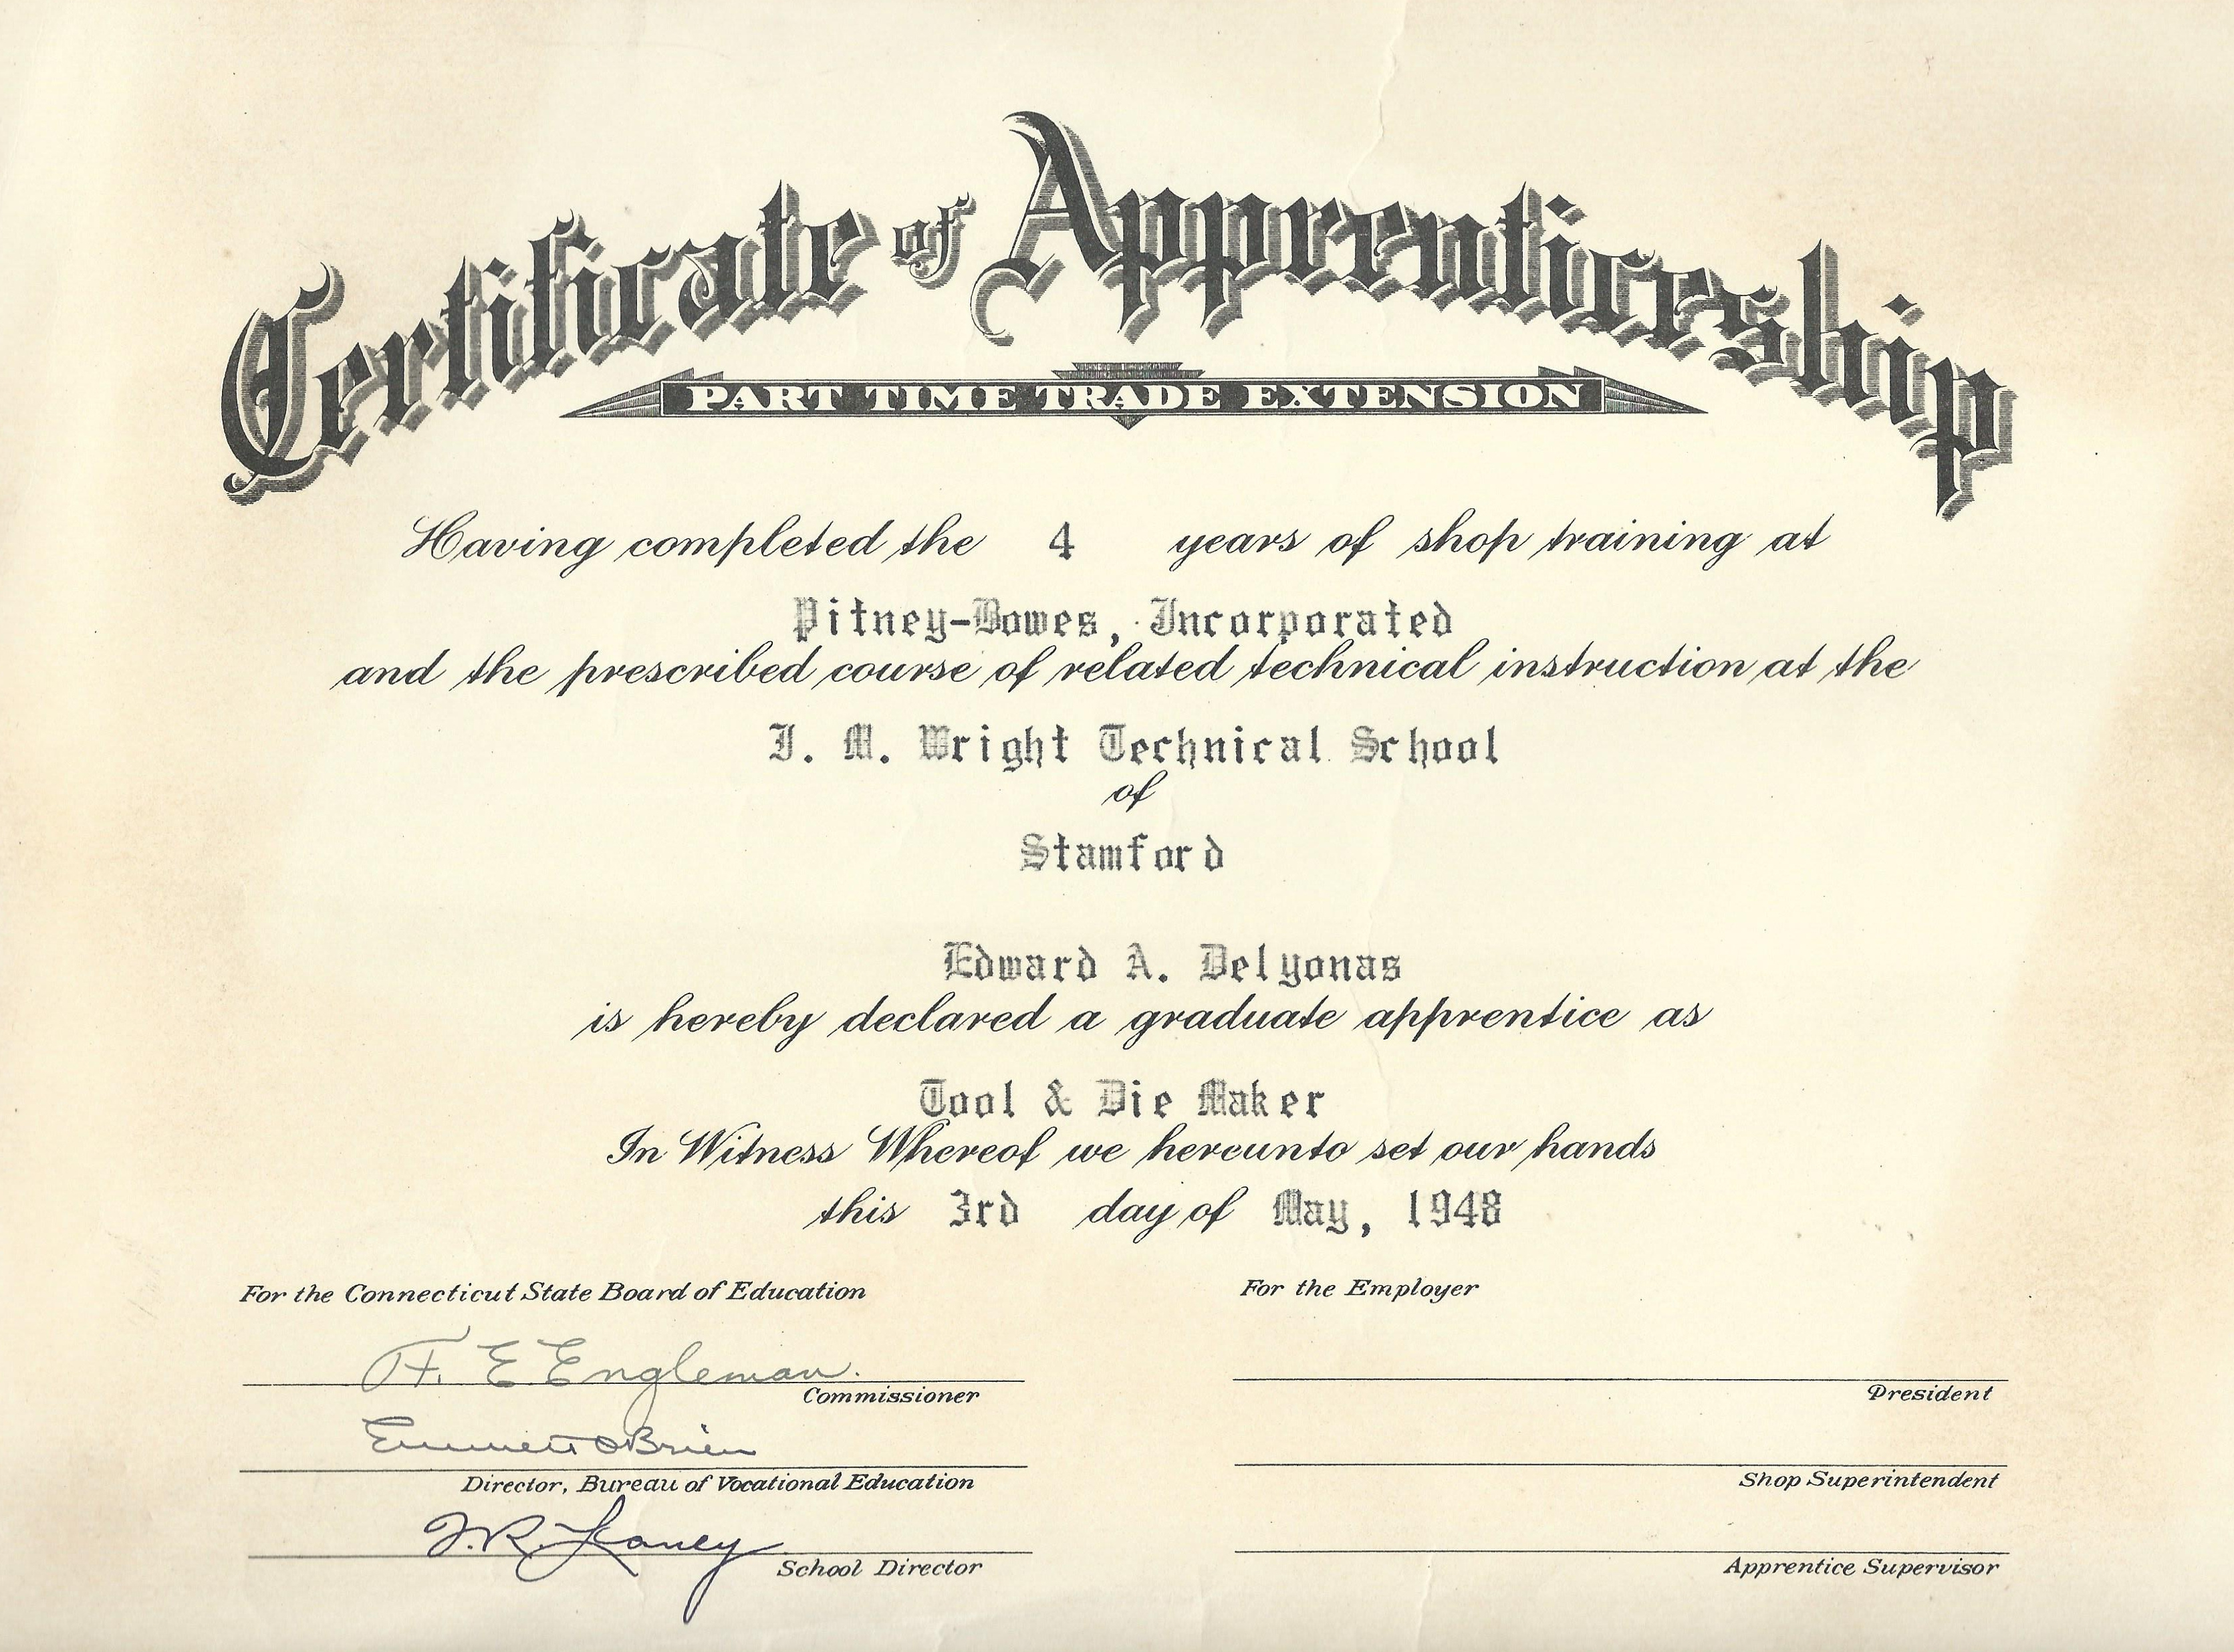 Certificate of Apprenticeship
PART TIME TRADE EXTENSION
Having completed the 4 years of shop training at
Pitney-Bowes, Incorporated
and the prescribed course of related technical instruction at the
J. M. Wright Technical School
of
Stamford
Edward A. Delyonas
is hereby declared a graduate apprentice as
Tool & Die Maker
In Witness Whereof we hereunto set our hands
this 3rd day of May, 1948
For the Connecticut State Board of Education
For the Employer
F. E. Engleman.
Commissioner
President
Emmett O'Brien
Director, Bureau of Vocational Education
Shop Superintendent
School Director
Apprentice Supervisor